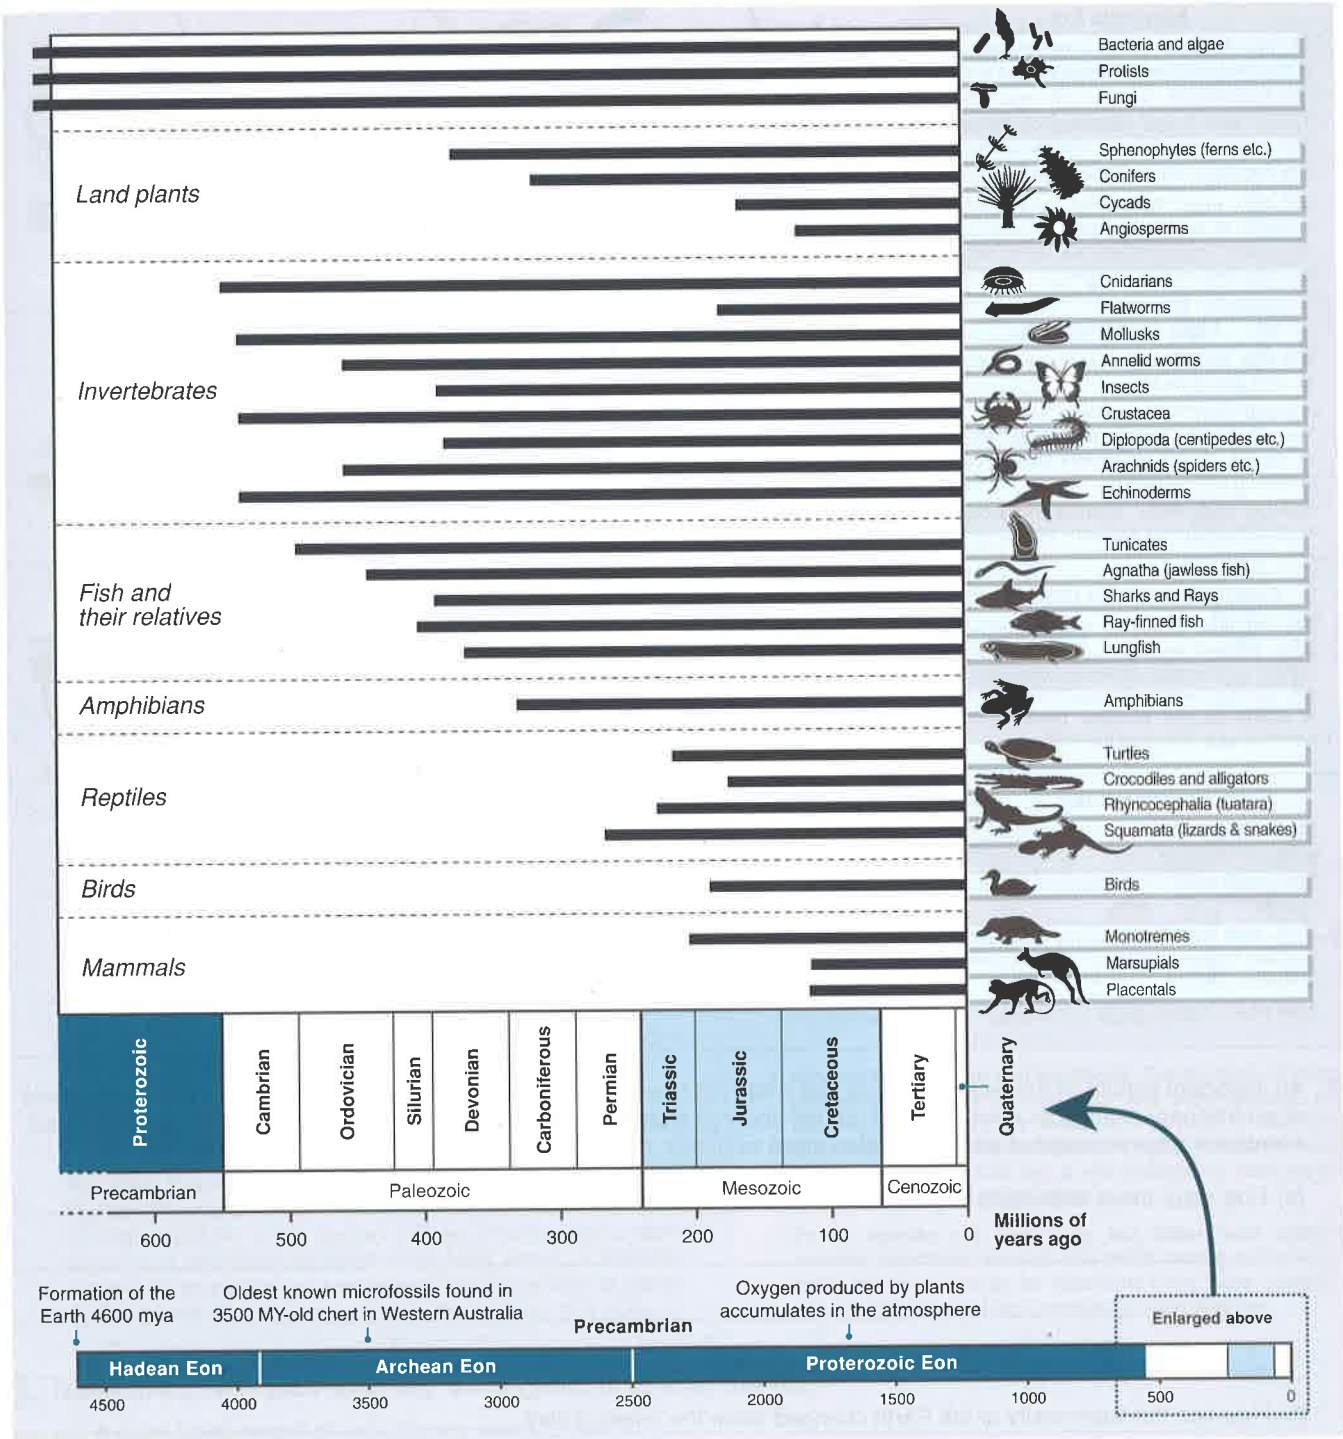 Bacteria and algae
Protists
Fungi
Land plants
Sphenophytes (ferns etc.)
Conifers
Cycads
Angiosperms
Invertebrates
Cnidarians
Flatworms
Mollusks
Annelid worms
Insects
Crustacea
Diplopoda (centipedes etc.)
Arachnids (spiders etc.)
Echinoderms
Fish and
their relatives
Tunicates
Agnatha (jawless fish)
Sharks and Rays
Ray-finned fish
Lungfish
Amphibians
Amphibians
Reptiles
Turtles
Crocodiles and alligators
Rhyncocephalia (tuatara)
Squamata (lizards & snakes)
Birds
Birds
Mammals
Monotremes
Marsupials
Placentals
Proterozoic
Cambrian
Ordovician
Silurian
Devonian
Carboniferous
Permian
Triassic
Jurassic
Cretaceous
Tertiary
Quaternary
Precambrian
Paleozoic
Mesozoic
Cenozoic
600
500
400
300
200
100
0
Millions of
years ago
Formation of the
Earth 4600 mya
Oldest known microfossils found in
3500 MY-old chert in Western Australia
Precambrian
Oxygen produced by plants
accumulates in the atmosphere
Enlarged above
Hadean Eon
Archean Eon
Proterozoic Eon
4500
4000
3500
3000
2500
2000
1500
1000
500
0